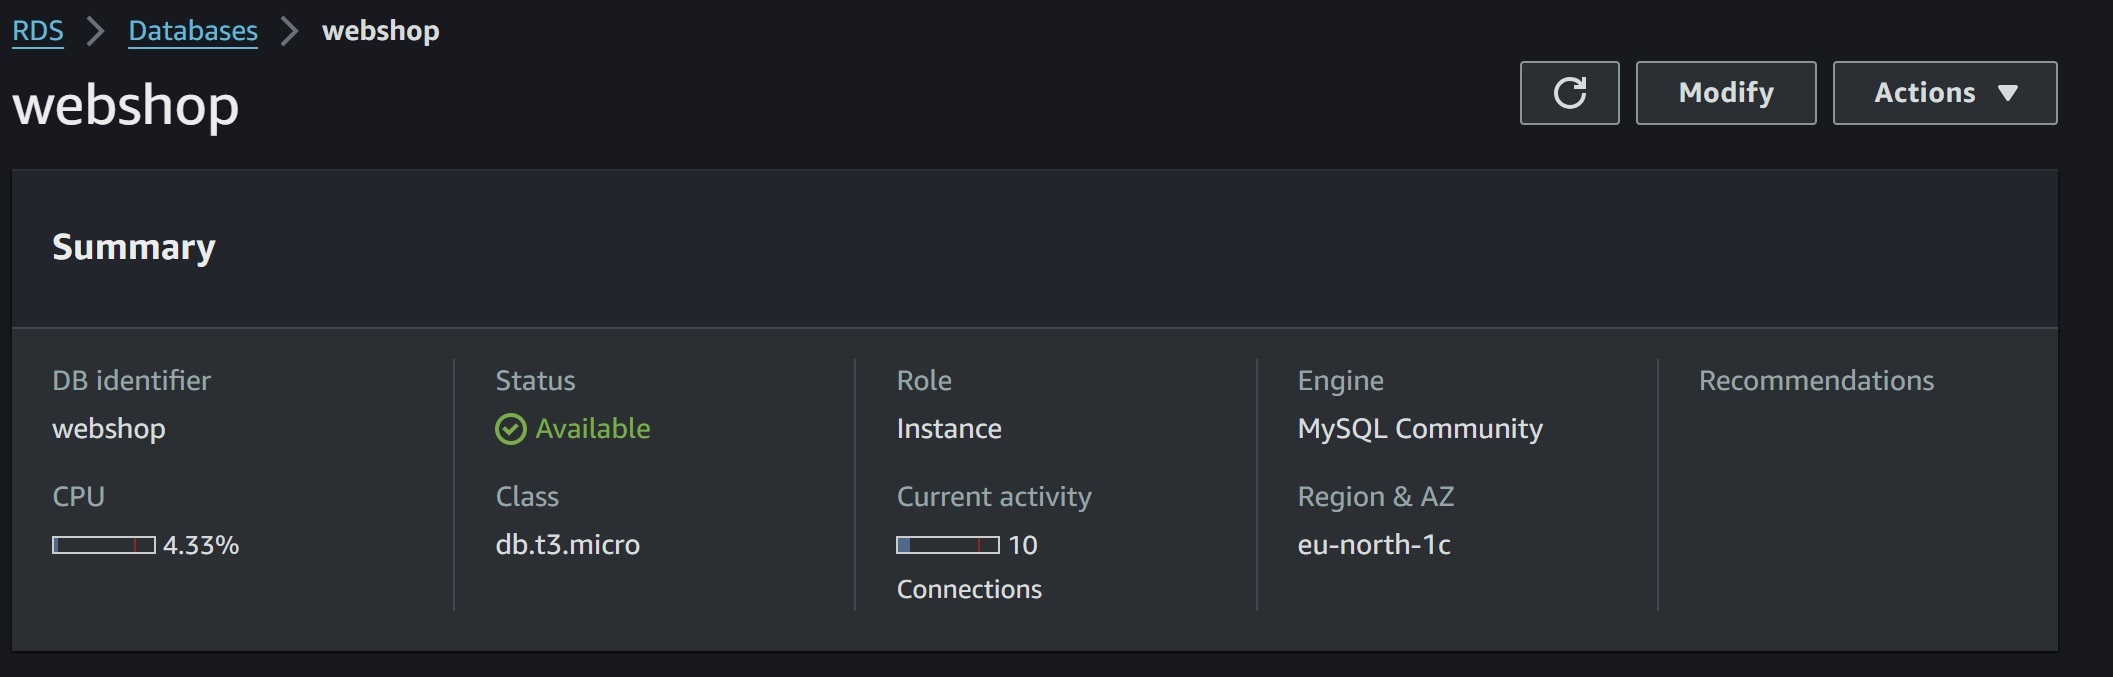 RDS > Databases > webshop
webshop
Modify
Actions
Summary
DB identifier
webshop
CPU
4.33%
Status
Available
Class
db.t3.micro
Role
Instance
Current activity
10
Connections
Engine
MySQL Community
Region & AZ
eu-north-1c
Recommendations